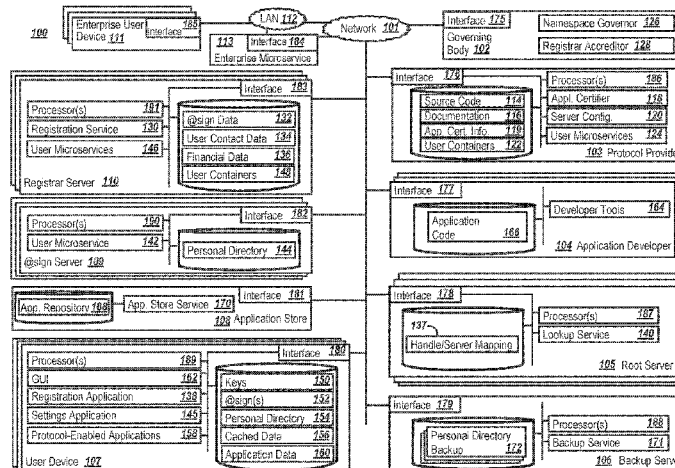 100
Enterprise User Device 111
Interface 185
LAN 112
Network 101
113
Interface 184
Enterprise Microservice
Interface 175
Governing Body 102
Namespace Governor 126
Registrar Accreditor 128
Interface 183
Processor(s) 191
Registration Service 130
User Microservices 146
@sign Data 132
User Contact Data 134
Financial Data 136
User Containers 148
Registrar Server 110
Interface 176
Source Code 114
Documentation 116
App. Cert. Info. 119
User Containers 122
Processor(s) 186
Appl. Certifier 118
Server Config. 120
User Microservices 124
103 Protocol Provider
Interface 182
Processor(s) 190
User Microservice 142
Personal Directory 144
@sign Server 109
Interface 177
Application Code 166
Developer Tools 164
104 Application Developer
Interface 181
App. Repository 168
App. Store Service 170
108 Application Store
Interface 178
137
Handle/Server Mapping
Processor(s) 187
Lookup Service 140
105 Root Server
Interface 180
Processor(s) 189
GUI 162
Registration Application 138
Settings Application 145
Protocol-Enabled Applications 158
Keys 150
@sign(s) 152
Personal Directory 154
Cached Data 156
Application Data 160
User Device 107
Interface 179
Personal Directory Backup 172
Processor(s) 188
Backup Service 171
106 Backup Serv